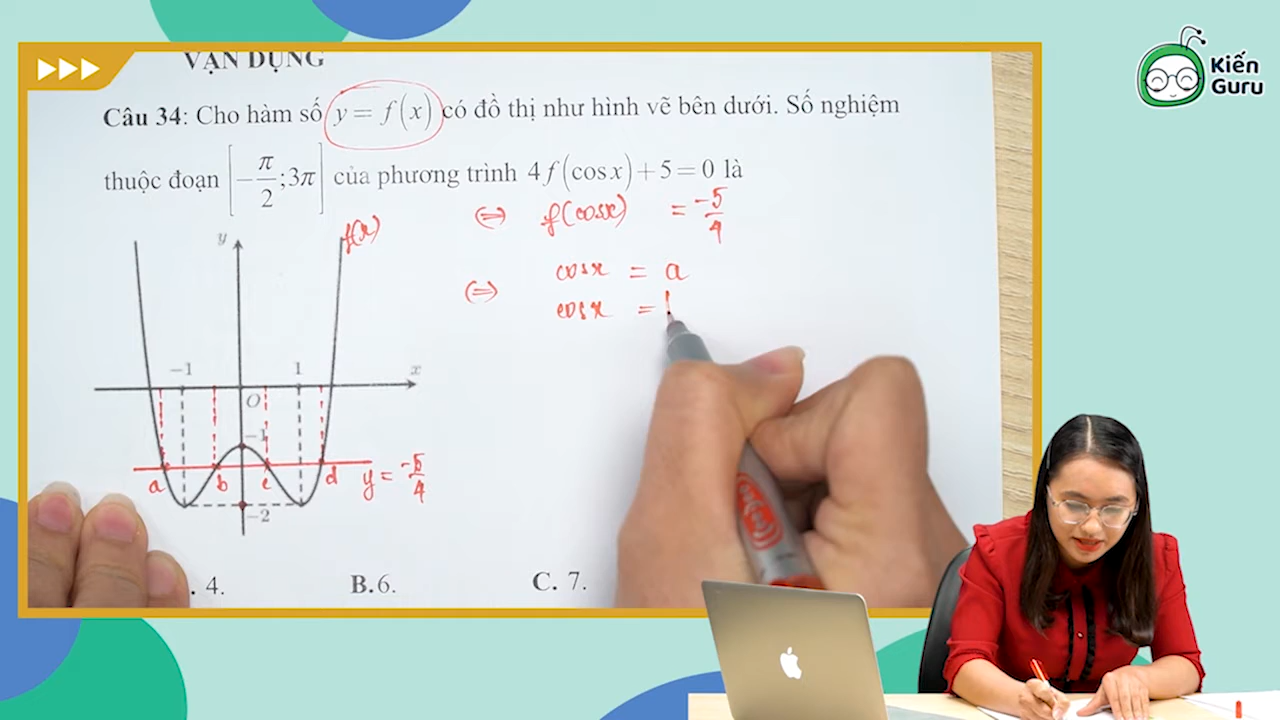 Kiến
Guru
VẬN DỤNG
Câu 34: Cho hàm số y = f(x) có đồ thị như hình vẽ bên dưới. Số nghiệm
thuộc đoạn [-π/2;3π] của phương trình 4f(cosx)+5=0 là
⇔ f(cosx) = -5/4
⇔ cosx = a
cosx =
f(x)
y
-1
1
x
O
-1
a b c d y = -5/4
-2
. 4.
B. 6.
C. 7.